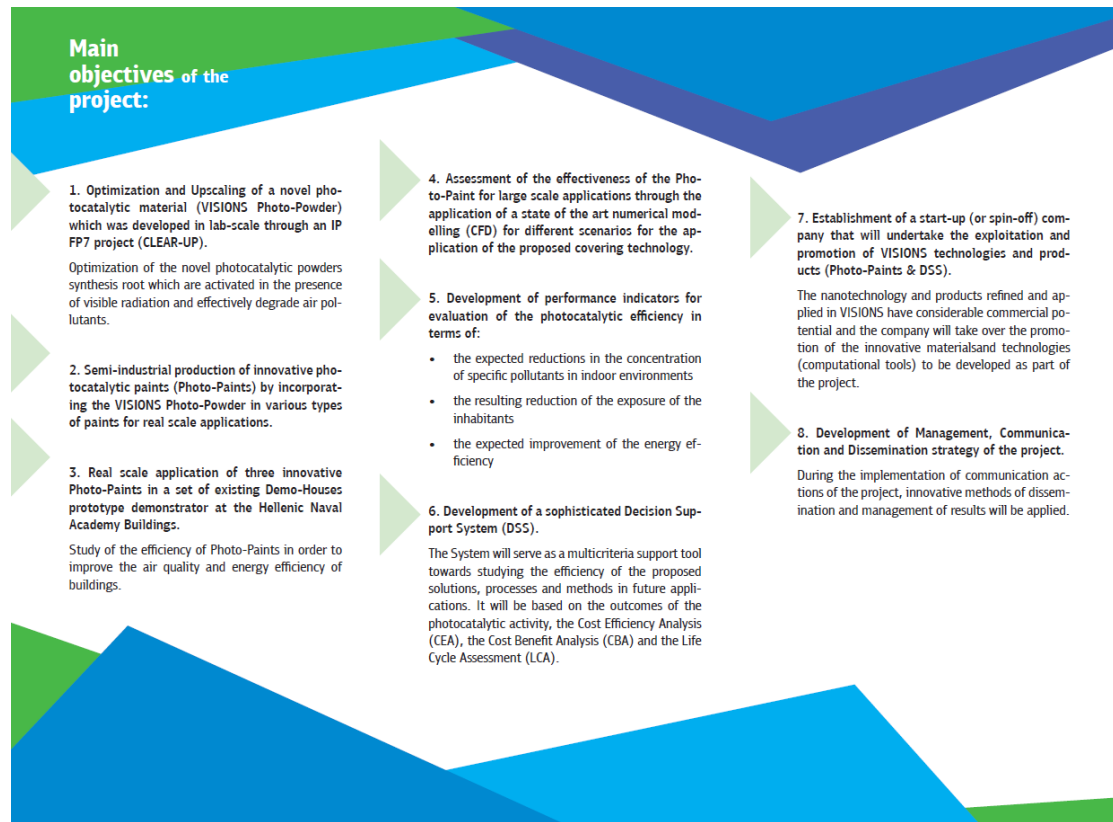 Main
objectives of the
project:
1. Optimization and Upscaling of a novel pho-
tocatalytic material (VISIONS Photo-Powder)
which was developed in lab-scale through an IP
FP7 project (CLEAR-UP).
Optimization of the novel photocatalytic powders
synthesis root which are activated in the presence
of visible radiation and effectively degrade air pol-
lutants.
2. Semi-industrial production of innovative pho-
tocatalytic paints (Photo-Paints) by incorporat-
ing the VISIONS Photo-Powder in various types
of paints for real scale applications.
3. Real scale application of three innovative
Photo-Paints in a set of existing Demo-Houses
prototype demonstrator at the Hellenic Naval
Academy Buildings.
Study of the efficiency of Photo-Paints in order to
improve the air quality and energy efficiency of
buildings.
4. Assessment of the effectiveness of the Pho-
to-Paint for large scale applications through the
application of a state of the art numerical mod-
elling (CFD) for different scenarios for the ap-
plication of the proposed covering technology.
5. Development of performance indicators for
evaluation of the photocatalytic efficiency in
terms of:
• the expected reductions in the concentration
of specific pollutants in indoor environments
• the resulting reduction of the exposure of the
inhabitants
• the expected improvement of the energy ef-
ficiency
6. Development of a sophisticated Decision Sup-
port System (DSS).
The System will serve as a multicriteria support tool
towards studying the efficiency of the proposed
solutions, processes and methods in future appli-
cations. It will be based on the outcomes of the
photocatalytic activity, the Cost Efficiency Analysis
(CEA), the Cost Benefit Analysis (CBA) and the Life
Cycle Assessment (LCA).
7. Establishment of a start-up (or spin-off) com-
pany that will undertake the exploitation and
promotion of VISIONS technologies and prod-
ucts (Photo-Paints & DSS).
The nanotechnology and products refined and ap-
plied in VISIONS have considerable commercial po-
tential and the company will take over the promo-
tion of the innovative materialsand technologies
(computational tools) to be developed as part of
the project.
8. Development of Management, Communica-
tion and Dissemination strategy of the project.
During the implementation of communication ac-
tions of the project, innovative methods of dissem-
ination and management of results will be applied.